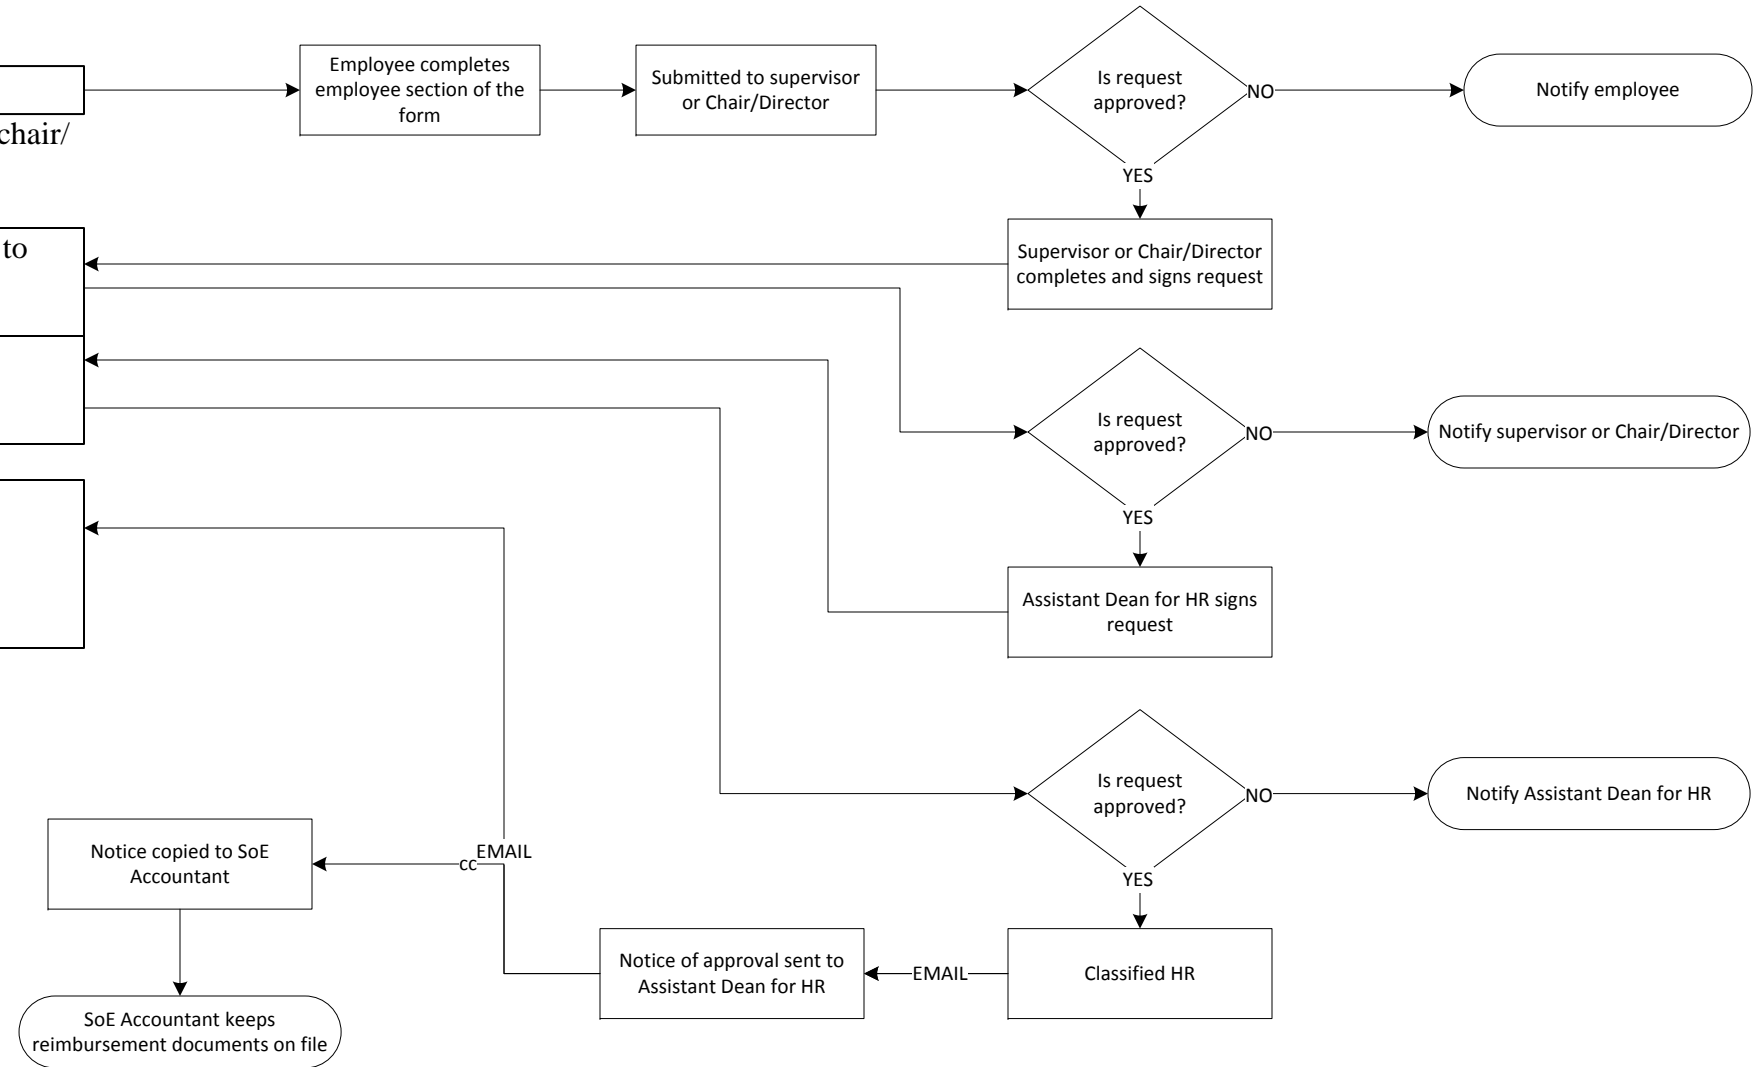 Employee completes
employee section of the
form
Submitted to supervisor
or Chair/Director
Is request
approved?
NO
Notify employee
chair/
YES
to
Supervisor or Chair/Director
completes and signs request
Is request
approved?
NO
Notify supervisor or Chair/Director
YES
Assistant Dean for HR signs
request
Is request
approved?
NO
Notify Assistant Dean for HR
YES
Notice copied to SoE
Accountant
cc
EMAIL
Notice of approval sent to
Assistant Dean for HR
EMAIL
Classified HR
SoE Accountant keeps
reimbursement documents on file